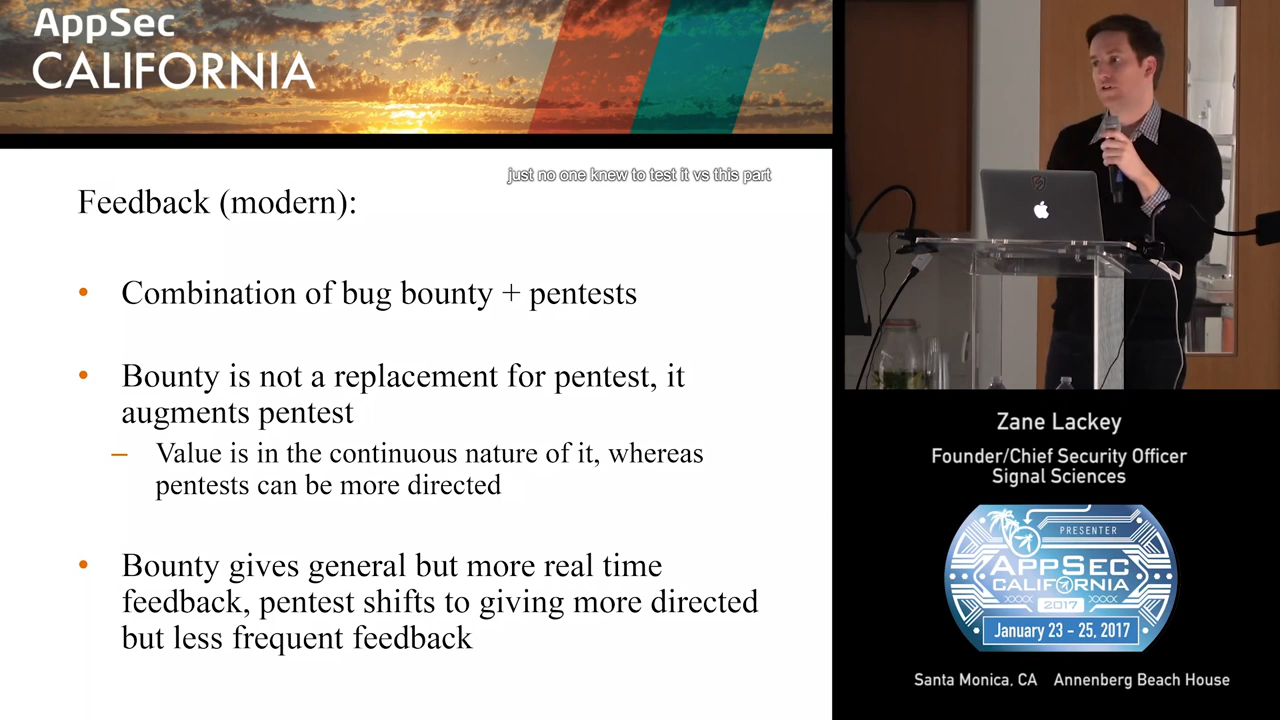 AppSec
CALIFORNIA
just no one knew to test it vs this part
Feedback (modern):
• Combination of bug bounty + pentests
• Bounty is not a replacement for pentest, it
augments pentest
– Value is in the continuous nature of it, whereas
pentests can be more directed
• Bounty gives general but more real time
feedback, pentest shifts to giving more directed
but less frequent feedback
Zane Lackey
Founder/Chief Security Officer
Signal Sciences
PRESENTER
APPSEC
CALIFORNIA
2017
January 23 - 25, 2017
Santa Monica, CA Annenberg Beach House